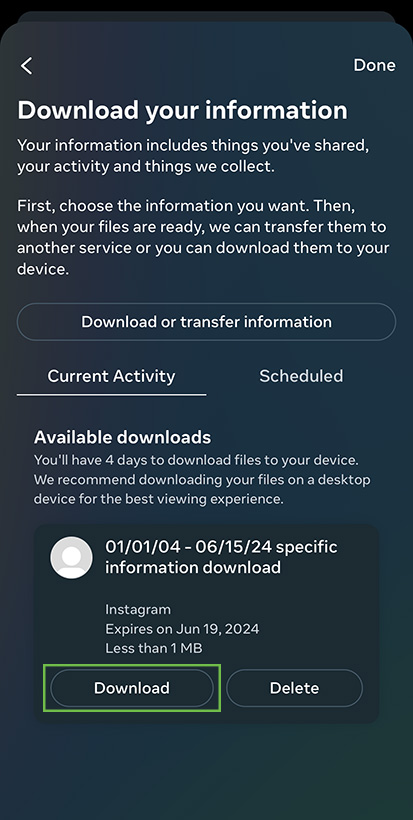 Done
Download your information
Your information includes things you've shared,
your activity and things we collect.
First, choose the information you want. Then,
when your files are ready, we can transfer them to
another service or you can download them to your
device.
Download or transfer information
Current Activity
Scheduled
Available downloads
You'll have 4 days to download files to your device.
We recommend downloading your files on a desktop
device for the best viewing experience.
01/01/04 - 06/15/24 specific
information download
Instagram
Expires on Jun 19, 2024
Less than 1 MB
Download
Delete